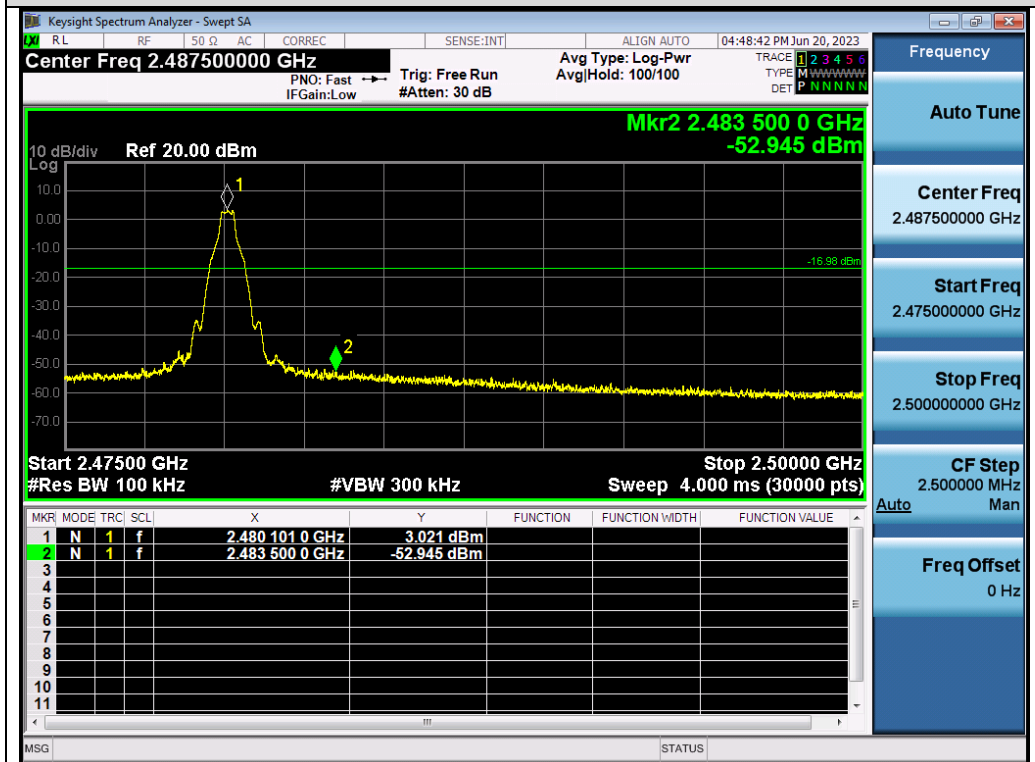 Keysight Spectrum Analyzer - Swept SA
LXI RL RF 50 Ω AC CORREC SENSE:INT ALIGN AUTO 04:48:42 PM Jun 20, 2023
Center Freq 2.487500000 GHz
PNO: Fast
IFGain:Low
Trig: Free Run
#Atten: 30 dB
Avg Type: Log-Pwr
Avg|Hold: 100/100
TRACE 1 2 3 4 5 6
TYPE M WWWWW
DET P N N N N N
Mkr2 2.483 500 0 GHz
-52.945 dBm
10 dB/div Ref 20.00 dBm
Log
10.0
0.00
-10.0
-20.0
-30.0
-40.0
-50.0
-60.0
-70.0
1
-16.98 dBm
2
Start 2.47500 GHz Stop 2.50000 GHz
#Res BW 100 kHz #VBW 300 kHz Sweep 4.000 ms (30000 pts)
MKR MODE TRC SCL X Y FUNCTION FUNCTION WIDTH FUNCTION VALUE
1 N 1 f 2.480 101 0 GHz 3.021 dBm
2 N 1 f 2.483 500 0 GHz -52.945 dBm
3
4
5
6
7
8
9
10
11
MSG STATUS
Frequency
Auto Tune
Center Freq
2.487500000 GHz
Start Freq
2.475000000 GHz
Stop Freq
2.500000000 GHz
CF Step
2.500000 MHz
Auto Man
Freq Offset
0 Hz